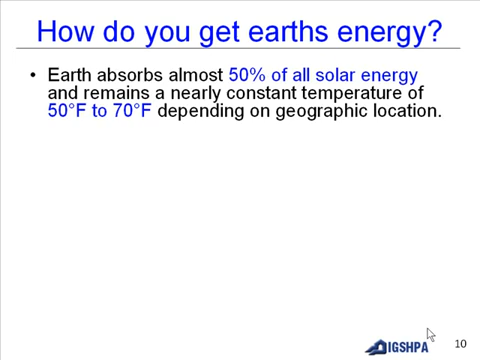 How do you get earths energy?
• Earth absorbs almost 50% of all solar energy
and remains a nearly constant temperature of
50°F to 70°F depending on geographic location.
IGSHPA
10